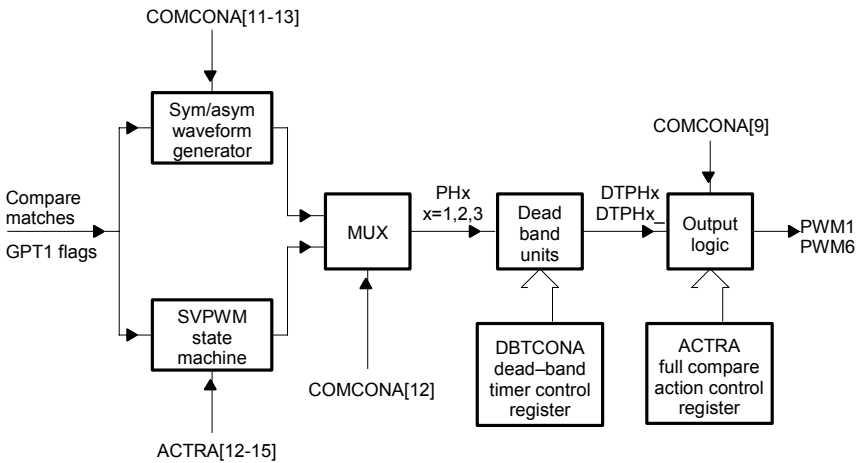 COMCONA[11-13]
Sym/asym
waveform
generator
COMCONA[9]
Compare
matches
GPT1 flags
MUX
PHx
x=1,2,3
Dead
band
units
DTPHx
DTPHx_
Output
logic
PWM1
PWM6
SVPWM
state
machine
COMCONA[12]
DBTCONA
dead–band
timer control
register
ACTRA
full compare
action control
register
ACTRA[12-15]